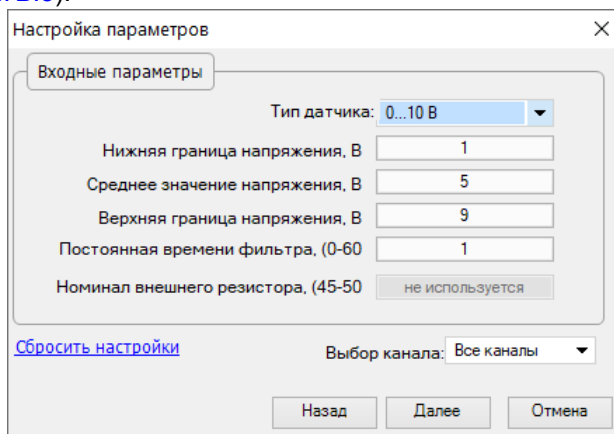 Настройка параметров
Входные параметры
Тип датчика: 0...10 В
Нижняя граница напряжения, В 1
Среднее значение напряжения, В 5
Верхняя граница напряжения, В 9
Постоянная времени фильтра, (0-60 1
Номинал внешнего резистора, (45-50 не используется
Сбросить настройки Выбор канала: Все каналы
Назад Далее Отмена